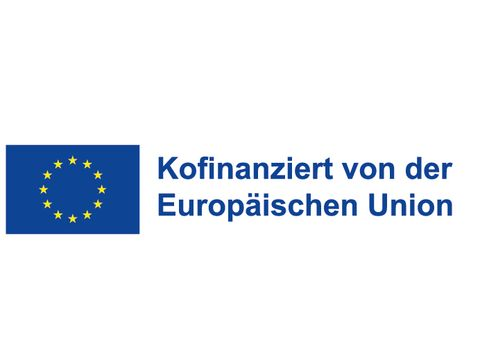 Kofinanziert von der
Europäischen Union